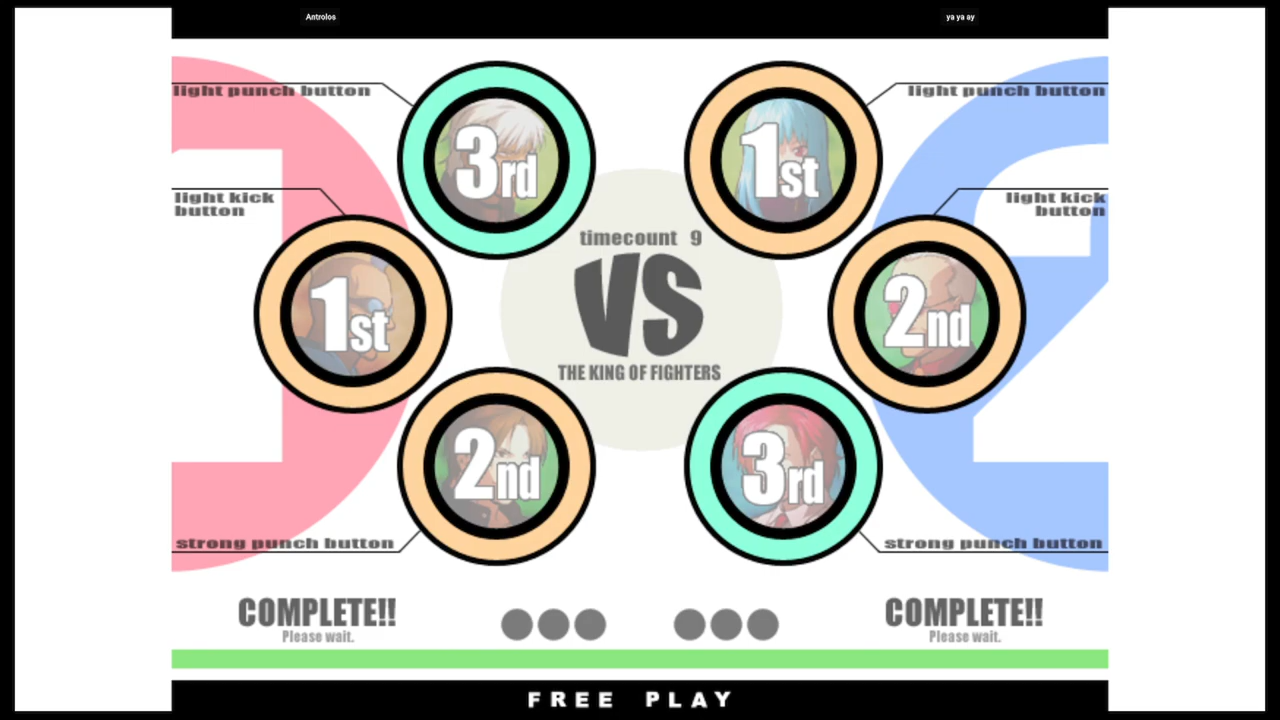 Antrolos
ya ya ay
light punch button
light punch button
3rd
1st
light kick
button
light kick
button
timecount 9
VS
THE KING OF FIGHTERS
1st
2nd
2nd
3rd
strong punch button
strong punch button
COMPLETE!!
Please wait.
COMPLETE!!
Please wait.
FREE PLAY